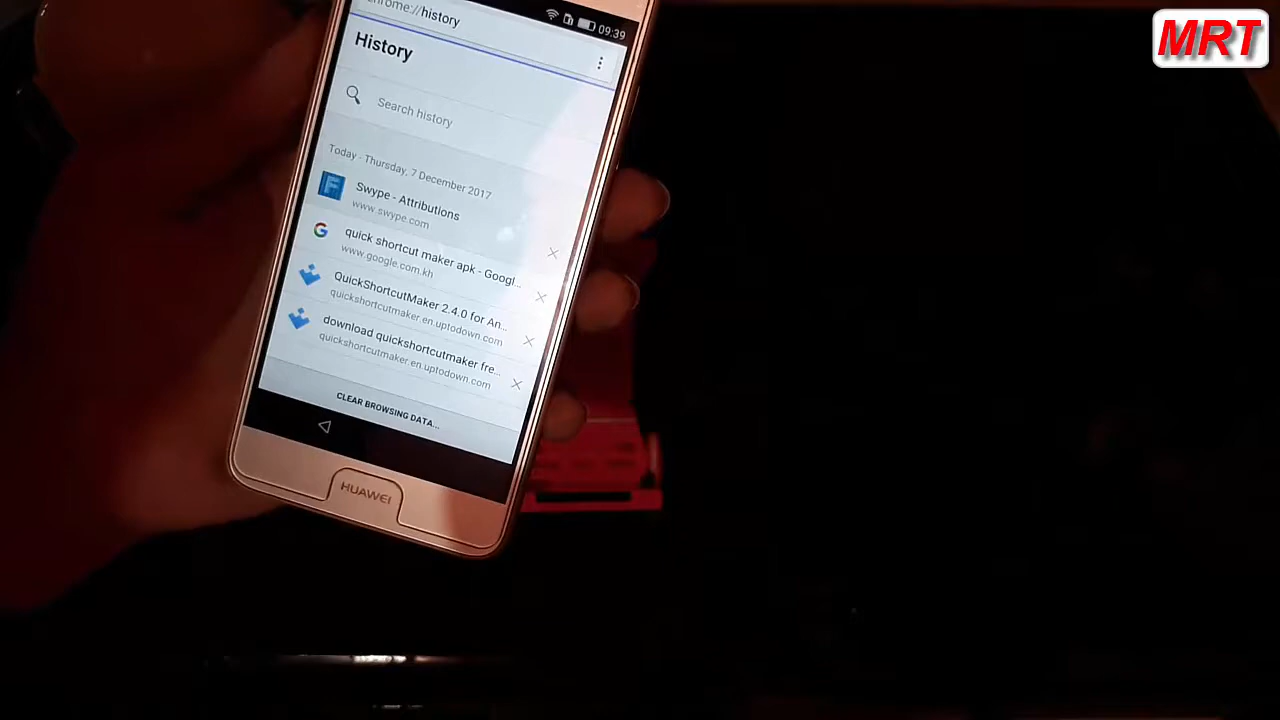 MRT
chrome://history
09:39
History
Search history
Today - Thursday, 7 December 2017
Swype - Attributions
www.swype.com
quick shortcut maker apk - Googl...
www.google.com.kh
QuickShortcutMaker 2.4.0 for An...
quickshortcutmaker.en.uptodown.com
download quickshortcutmaker fre...
quickshortcutmaker.en.uptodown.com
CLEAR BROWSING DATA...
HUAWEI